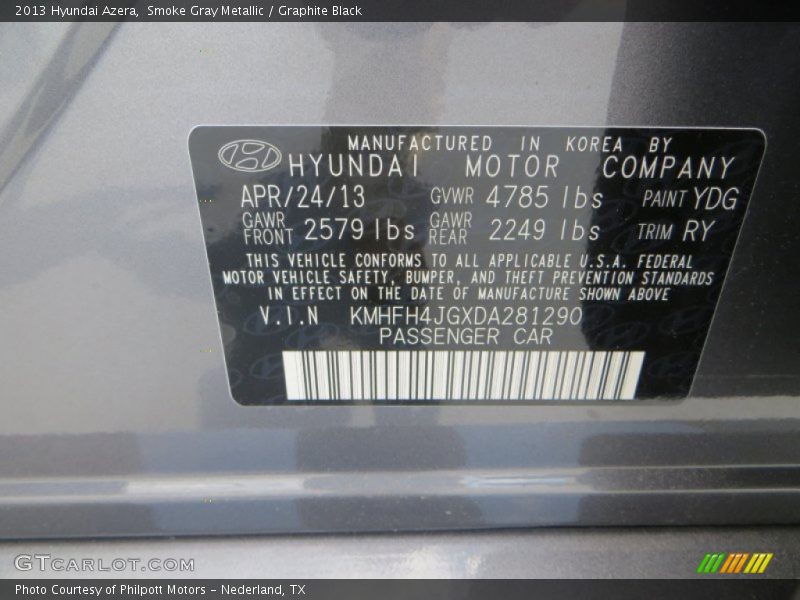 2013 Hyundai Azera, Smoke Gray Metallic / Graphite Black
MANUFACTURED IN KOREA BY
HYUNDAI MOTOR COMPANY
APR/24/13 GVWR 4785 lbs PAINT YDG
GAWR FRONT 2579 lbs GAWR REAR 2249 lbs TRIM RY
THIS VEHICLE CONFORMS TO ALL APPLICABLE U.S.A. FEDERAL
MOTOR VEHICLE SAFETY, BUMPER, AND THEFT PREVENTION STANDARDS
IN EFFECT ON THE DATE OF MANUFACTURE SHOWN ABOVE
V.I.N KMHFH4JGXDA281290
PASSENGER CAR
GTCARLOT.COM
Photo Courtesy of Philpott Motors - Nederland, TX